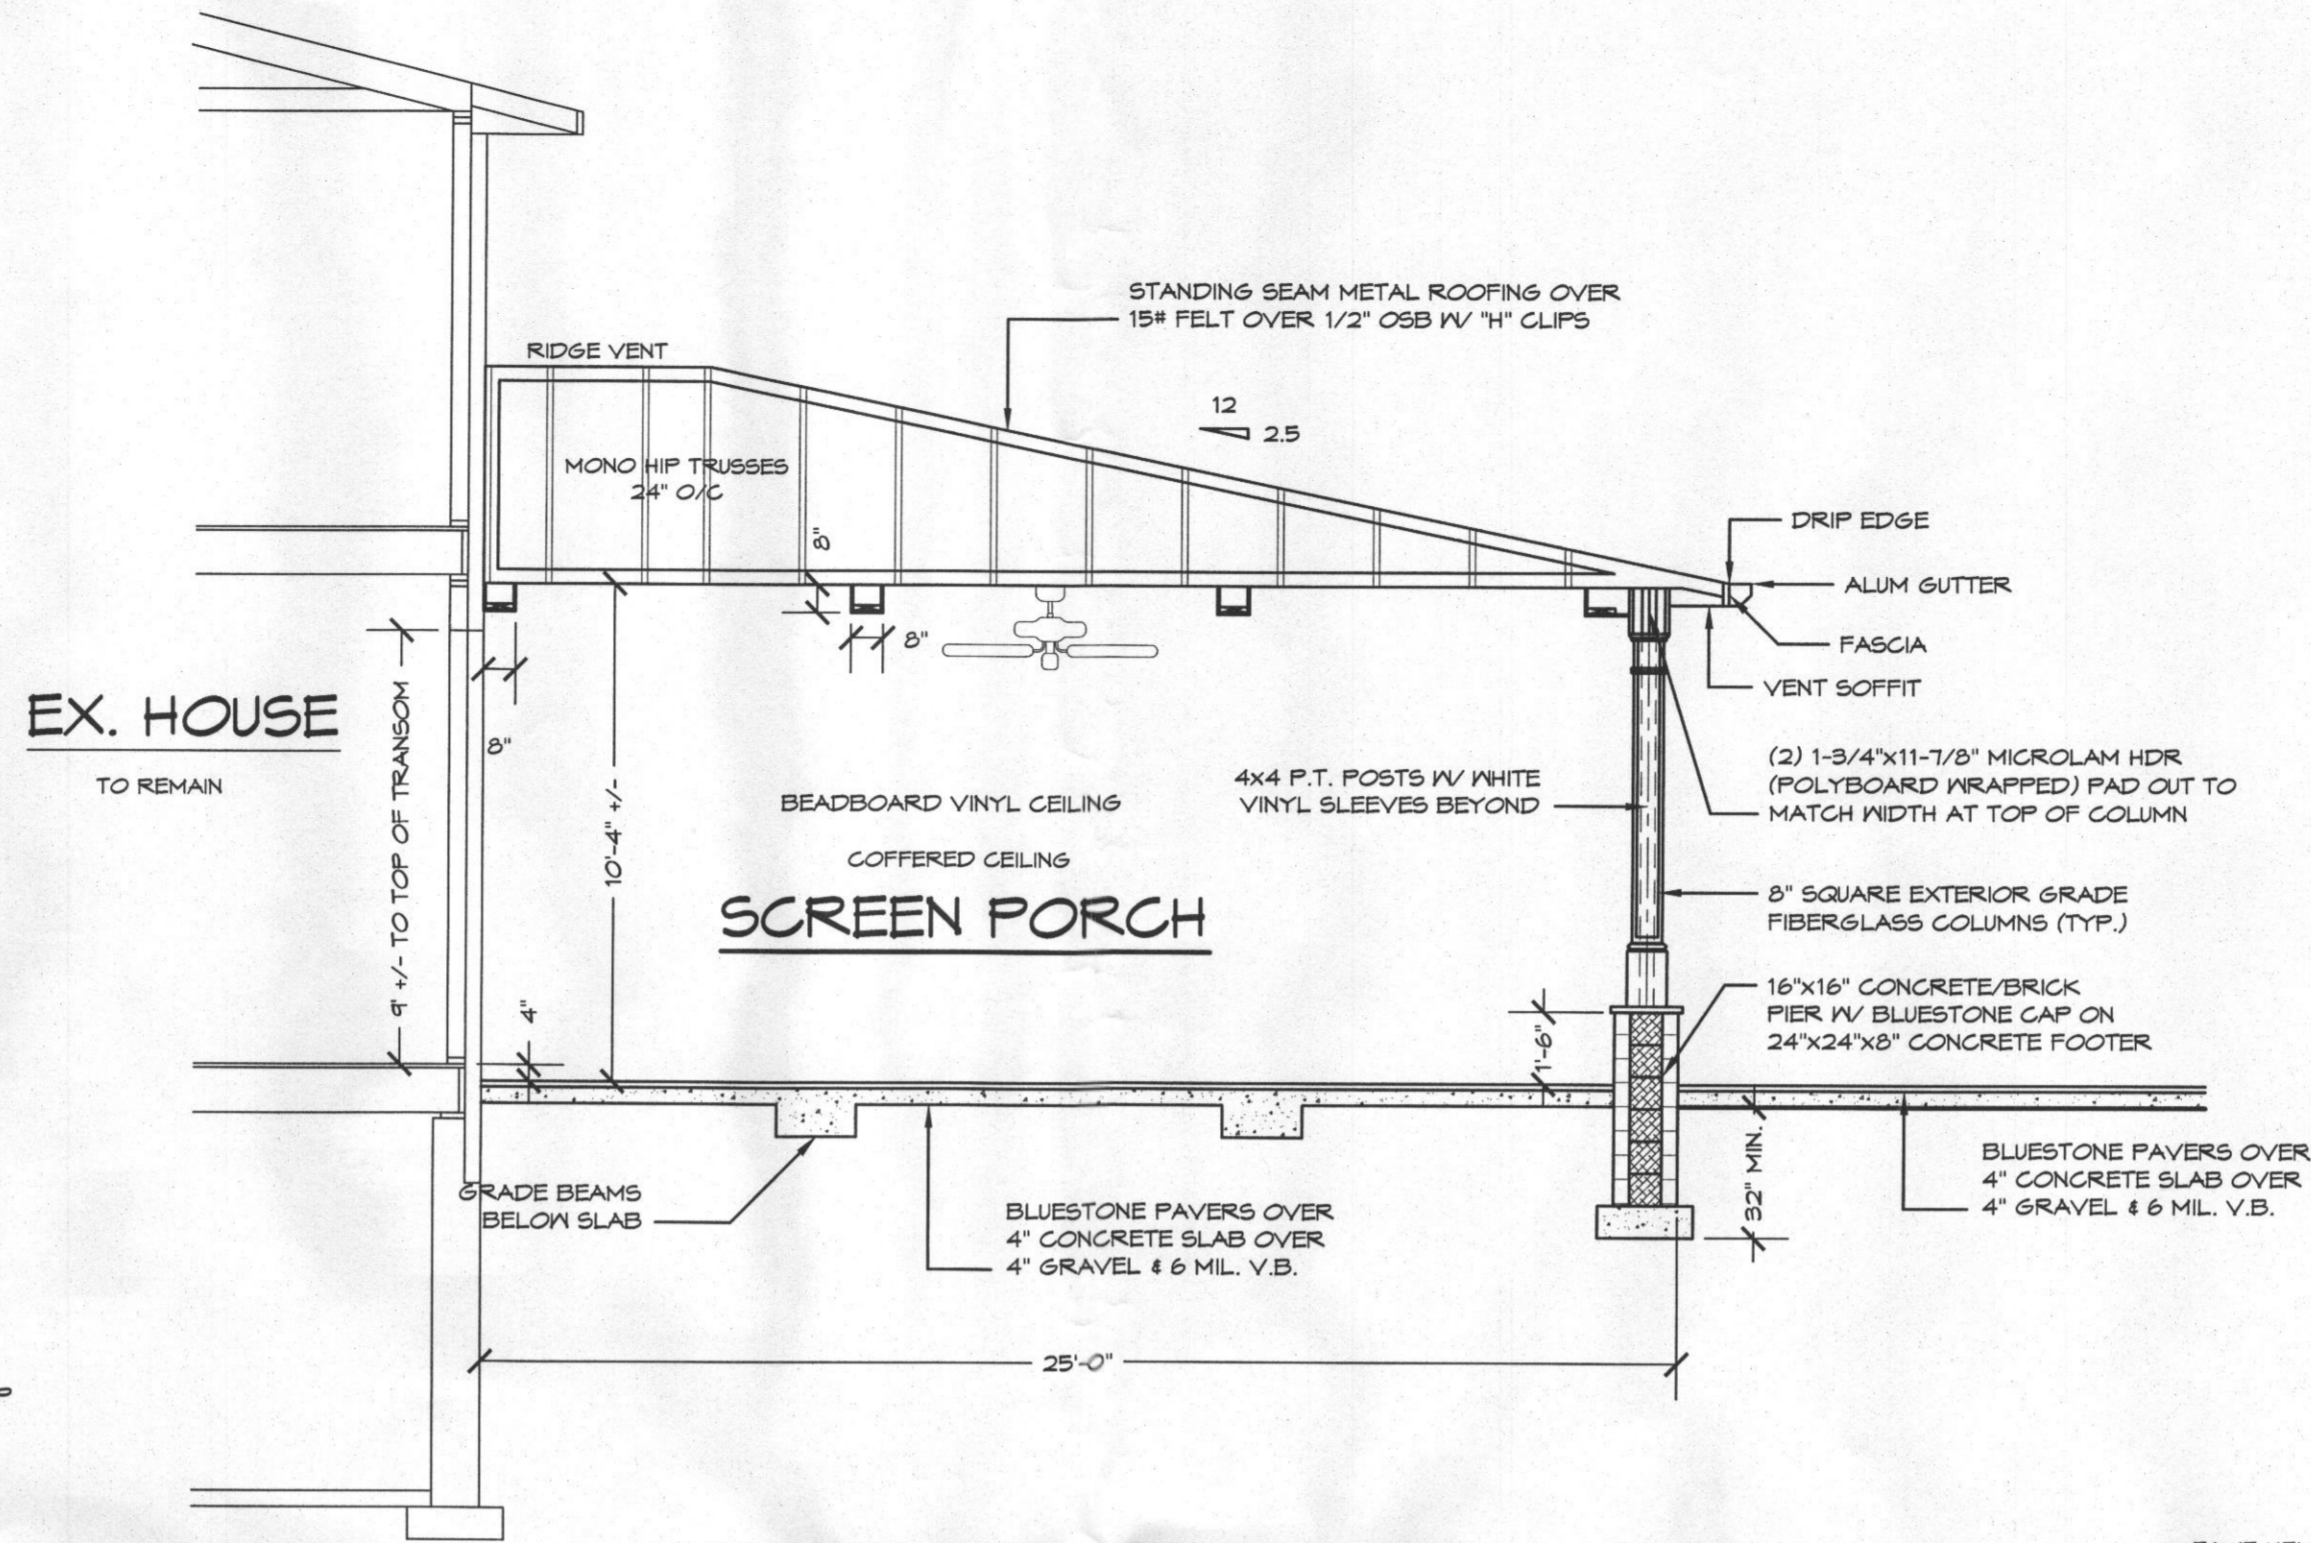 STANDING SEAM METAL ROOFING OVER
15# FELT OVER 1/2" OSB W/ "H" CLIPS
RIDGE VENT
12
2.5
MONO HIP TRUSSES
24" O/C
8"
DRIP EDGE
ALUM GUTTER
FASCIA
VENT SOFFIT
8"
8"
EX. HOUSE
TO REMAIN
9' +/- TO TOP OF TRANSOM
10'-4" +/-
4"
BEADBOARD VINYL CEILING
COFFERED CEILING
SCREEN PORCH
4x4 P.T. POSTS W/ WHITE
VINYL SLEEVES BEYOND
(2) 1-3/4"x11-7/8" MICROLAM HDR
(POLYBOARD WRAPPED) PAD OUT TO
MATCH WIDTH AT TOP OF COLUMN
8" SQUARE EXTERIOR GRADE
FIBERGLASS COLUMNS (TYP.)
16"x16" CONCRETE/BRICK
PIER W/ BLUESTONE CAP ON
24"x24"x8" CONCRETE FOOTER
1'-6"
32" MIN.
GRADE BEAMS
BELOW SLAB
BLUESTONE PAVERS OVER
4" CONCRETE SLAB OVER
4" GRAVEL & 6 MIL. V.B.
BLUESTONE PAVERS OVER
4" CONCRETE SLAB OVER
4" GRAVEL & 6 MIL. V.B.
25'-0"